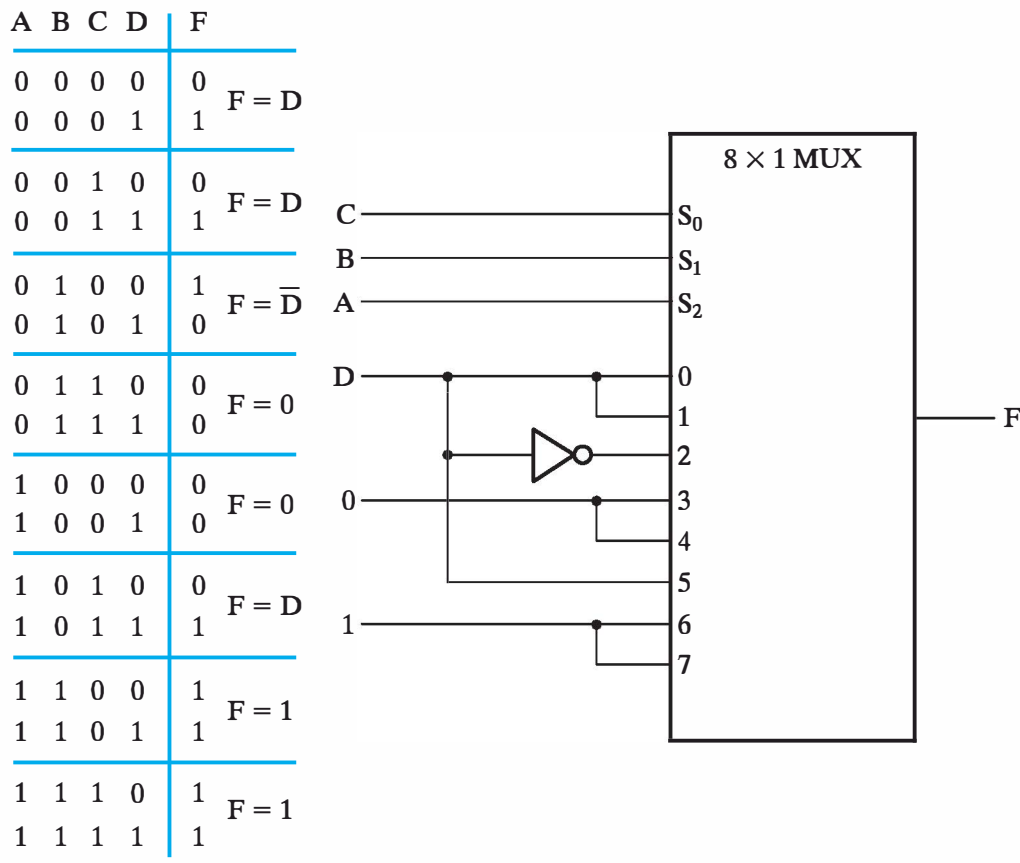 A B C D F
0 0 0 0 0
F = D
0 0 0 1 1
0 0 1 0 0
F = D
0 0 1 1 1
0 1 0 0 1
F = D̅
0 1 0 1 0
0 1 1 0 0
F = 0
0 1 1 1 0
1 0 0 0 0
F = 0
1 0 0 1 0
1 0 1 0 0
F = D
1 0 1 1 1
1 1 0 0 1
F = 1
1 1 0 1 1
1 1 1 0 1
F = 1
1 1 1 1 1
8 × 1 MUX
C S₀
B S₁
A S₂
D 0
1
2
0 3
4
5
1 6
7
F